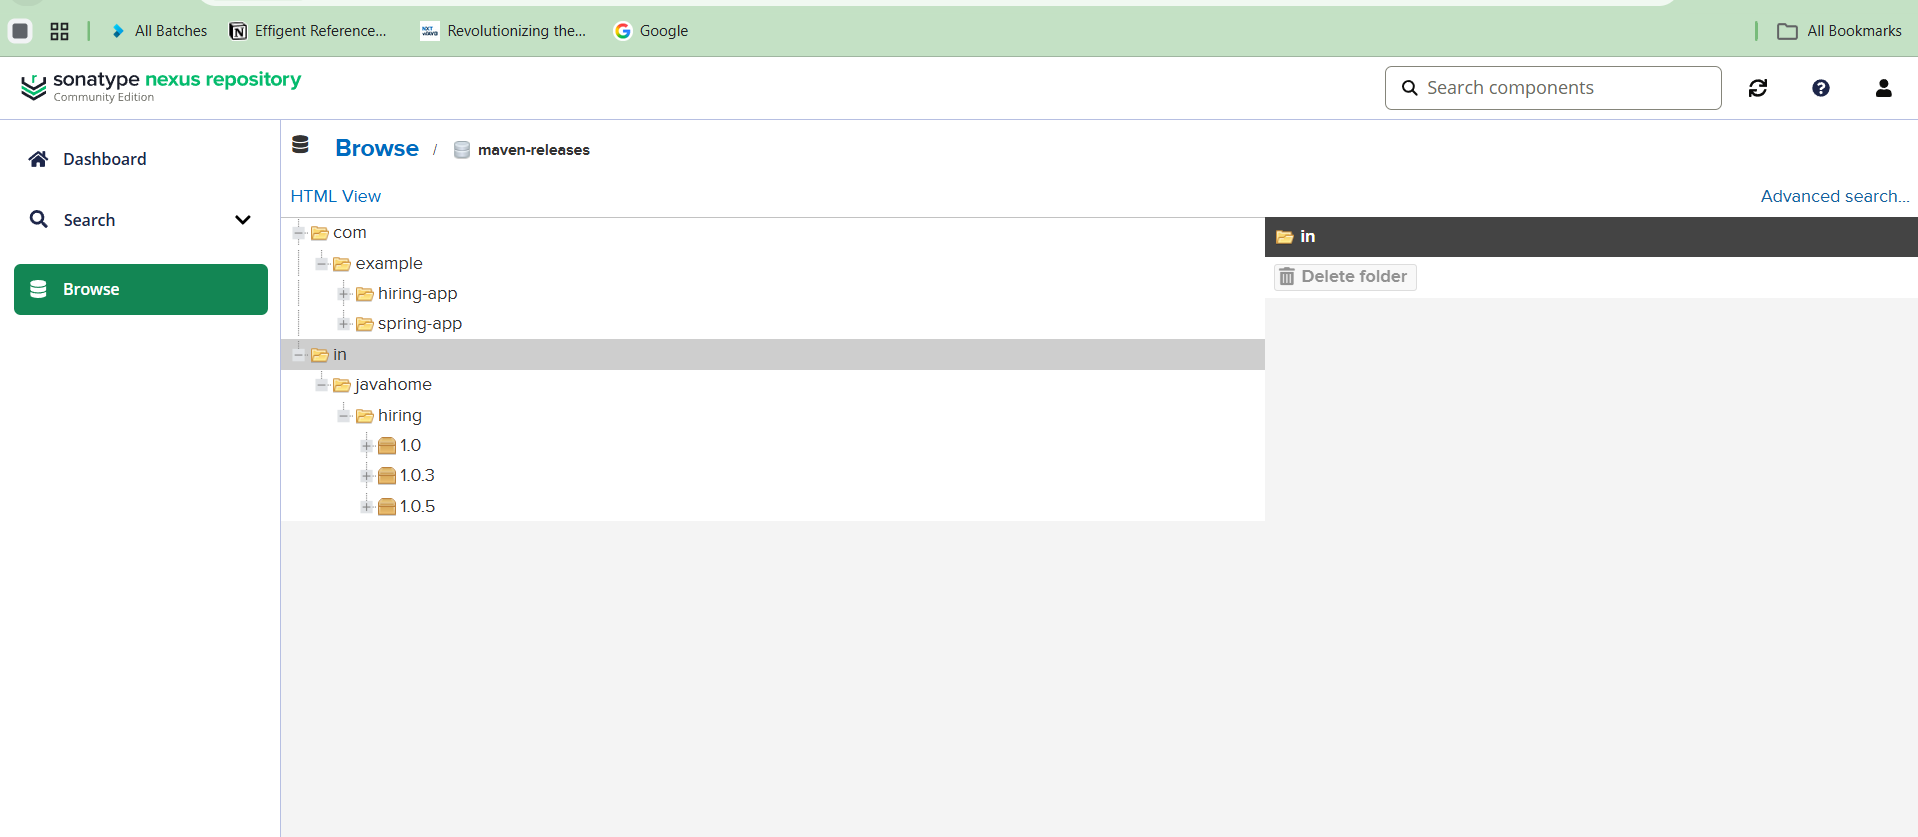 All Batches
Effigent Reference...
Revolutionizing the...
Google
All Bookmarks
sonatype nexus repository
Community Edition
Search components
Dashboard
Search
Browse
Browse / maven-releases
HTML View
Advanced search...
com
example
hiring-app
spring-app
in
javahome
hiring
1.0
1.0.3
1.0.5
in
Delete folder